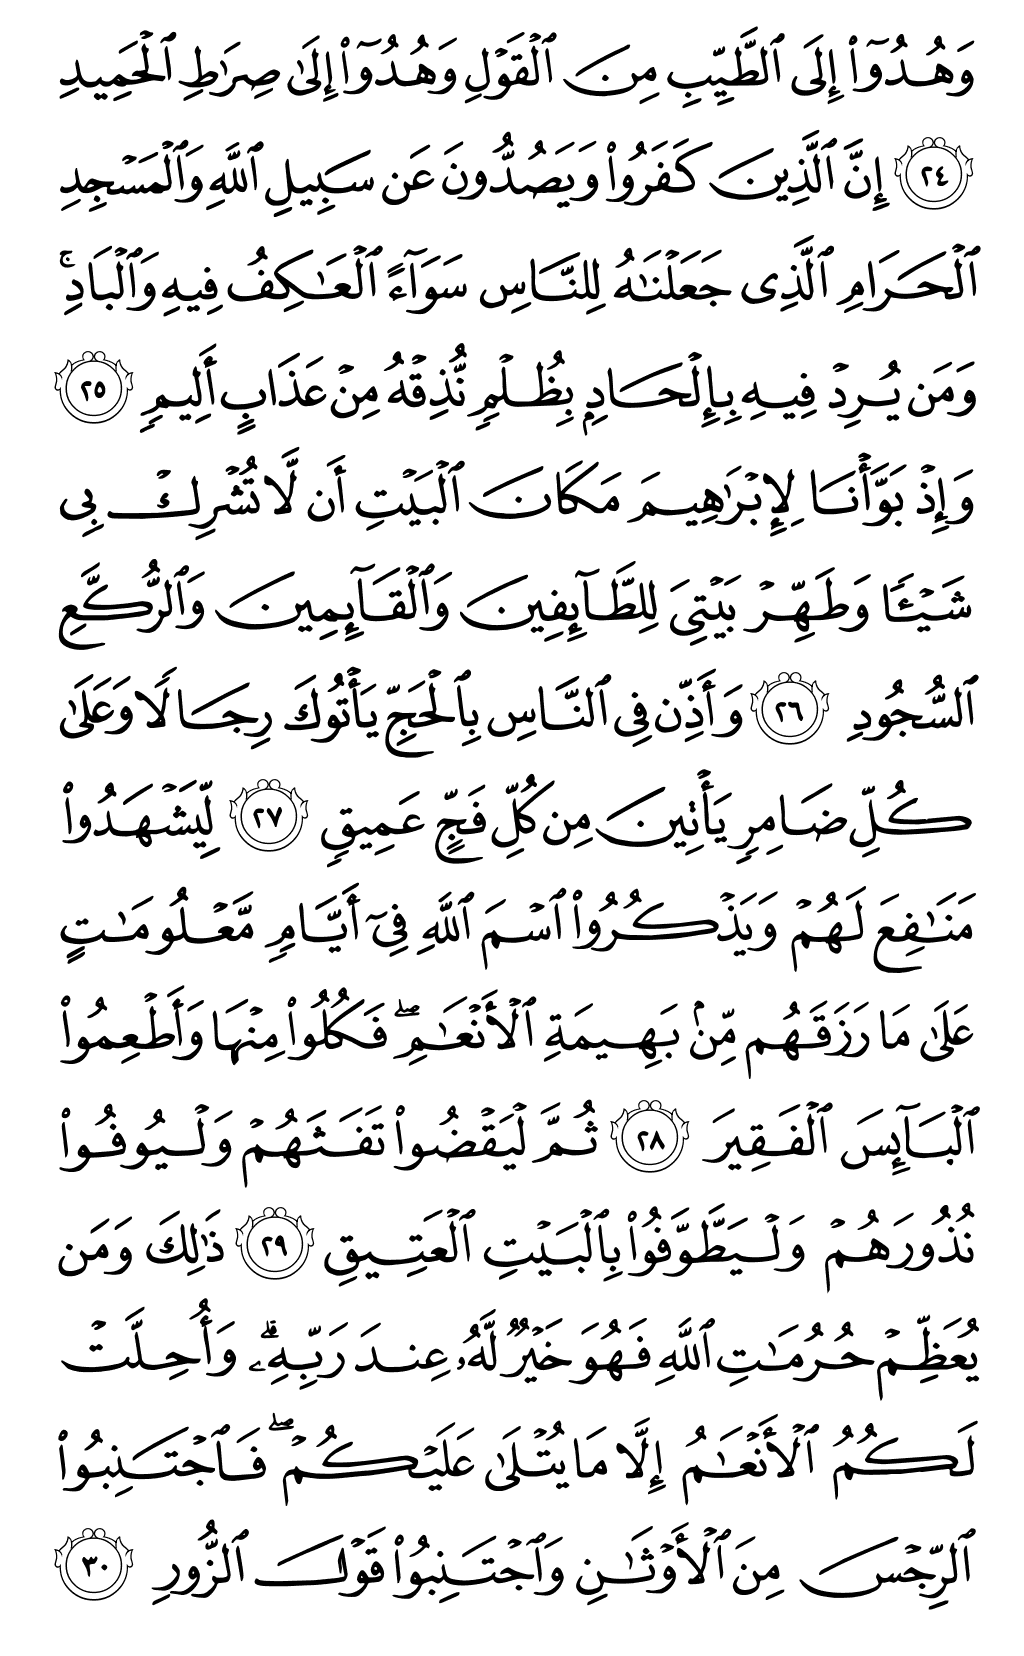 وَهُدُوٓا۟ إِلَى ٱلطَّيِّبِ مِنَ ٱلْقَوْلِ وَهُدُوٓا۟ إِلَىٰ صِرَٰطِ ٱلْحَمِيدِ
٢٤ إِنَّ ٱلَّذِينَ كَفَرُوا۟ وَيَصُدُّونَ عَن سَبِيلِ ٱللَّهِ وَٱلْمَسْجِدِ
ٱلْحَرَامِ ٱلَّذِى جَعَلْنَٰهُ لِلنَّاسِ سَوَآءً ٱلْعَٰكِفُ فِيهِ وَٱلْبَادِ ۚ
وَمَن يُرِدْ فِيهِ بِإِلْحَادٍۭ بِظُلْمٍ نُّذِقْهُ مِنْ عَذَابٍ أَلِيمٍ ٢٥
وَإِذْ بَوَّأْنَا لِإِبْرَٰهِيمَ مَكَانَ ٱلْبَيْتِ أَن لَّا تُشْرِكْ بِى
شَيْـًٔا وَطَهِّرْ بَيْتِىَ لِلطَّآئِفِينَ وَٱلْقَآئِمِينَ وَٱلرُّكَّعِ
ٱلسُّجُودِ ٢٦ وَأَذِّن فِى ٱلنَّاسِ بِٱلْحَجِّ يَأْتُوكَ رِجَالًا وَعَلَىٰ
كُلِّ ضَامِرٍ يَأْتِينَ مِن كُلِّ فَجٍّ عَمِيقٍ ٢٧ لِّيَشْهَدُوا۟
مَنَٰفِعَ لَهُمْ وَيَذْكُرُوا۟ ٱسْمَ ٱللَّهِ فِىٓ أَيَّامٍ مَّعْلُومَٰتٍ
عَلَىٰ مَا رَزَقَهُم مِّنۢ بَهِيمَةِ ٱلْأَنْعَٰمِ ۖ فَكُلُوا۟ مِنْهَا وَأَطْعِمُوا۟
ٱلْبَآئِسَ ٱلْفَقِيرَ ٢٨ ثُمَّ لْيَقْضُوا۟ تَفَثَهُمْ وَلْيُوفُوا۟
نُذُورَهُمْ وَلْيَطَّوَّفُوا۟ بِٱلْبَيْتِ ٱلْعَتِيقِ ٢٩ ذَٰلِكَ وَمَن
يُعَظِّمْ حُرُمَٰتِ ٱللَّهِ فَهُوَ خَيْرٌ لَّهُۥ عِندَ رَبِّهِۦ ۗ وَأُحِلَّتْ
لَكُمُ ٱلْأَنْعَٰمُ إِلَّا مَا يُتْلَىٰ عَلَيْكُمْ ۖ فَٱجْتَنِبُوا۟
ٱلرِّجْسَ مِنَ ٱلْأَوْثَٰنِ وَٱجْتَنِبُوا۟ قَوْلَ ٱلزُّورِ ٣٠